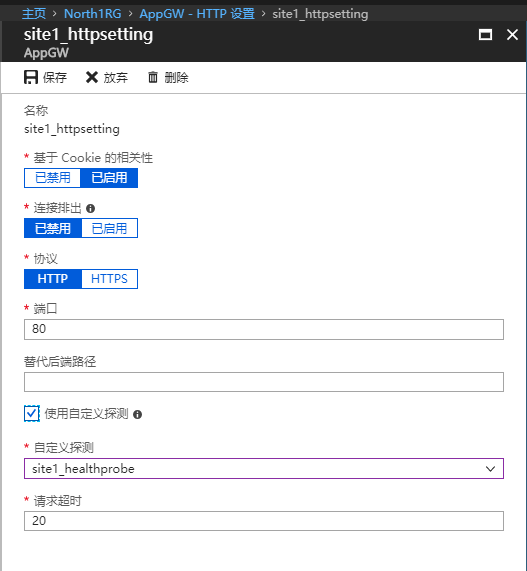 主页 > North1RG > AppGW - HTTP 设置 > site1_httpsetting
site1_httpsetting
AppGW
保存 放弃 删除
名称
site1_httpsetting
* 基于 Cookie 的相关性
已禁用 已启用
* 连接排出
已禁用 已启用
* 协议
HTTP HTTPS
* 端口
80
替代后端路径
使用自定义探测
* 自定义探测
site1_healthprobe
* 请求超时
20